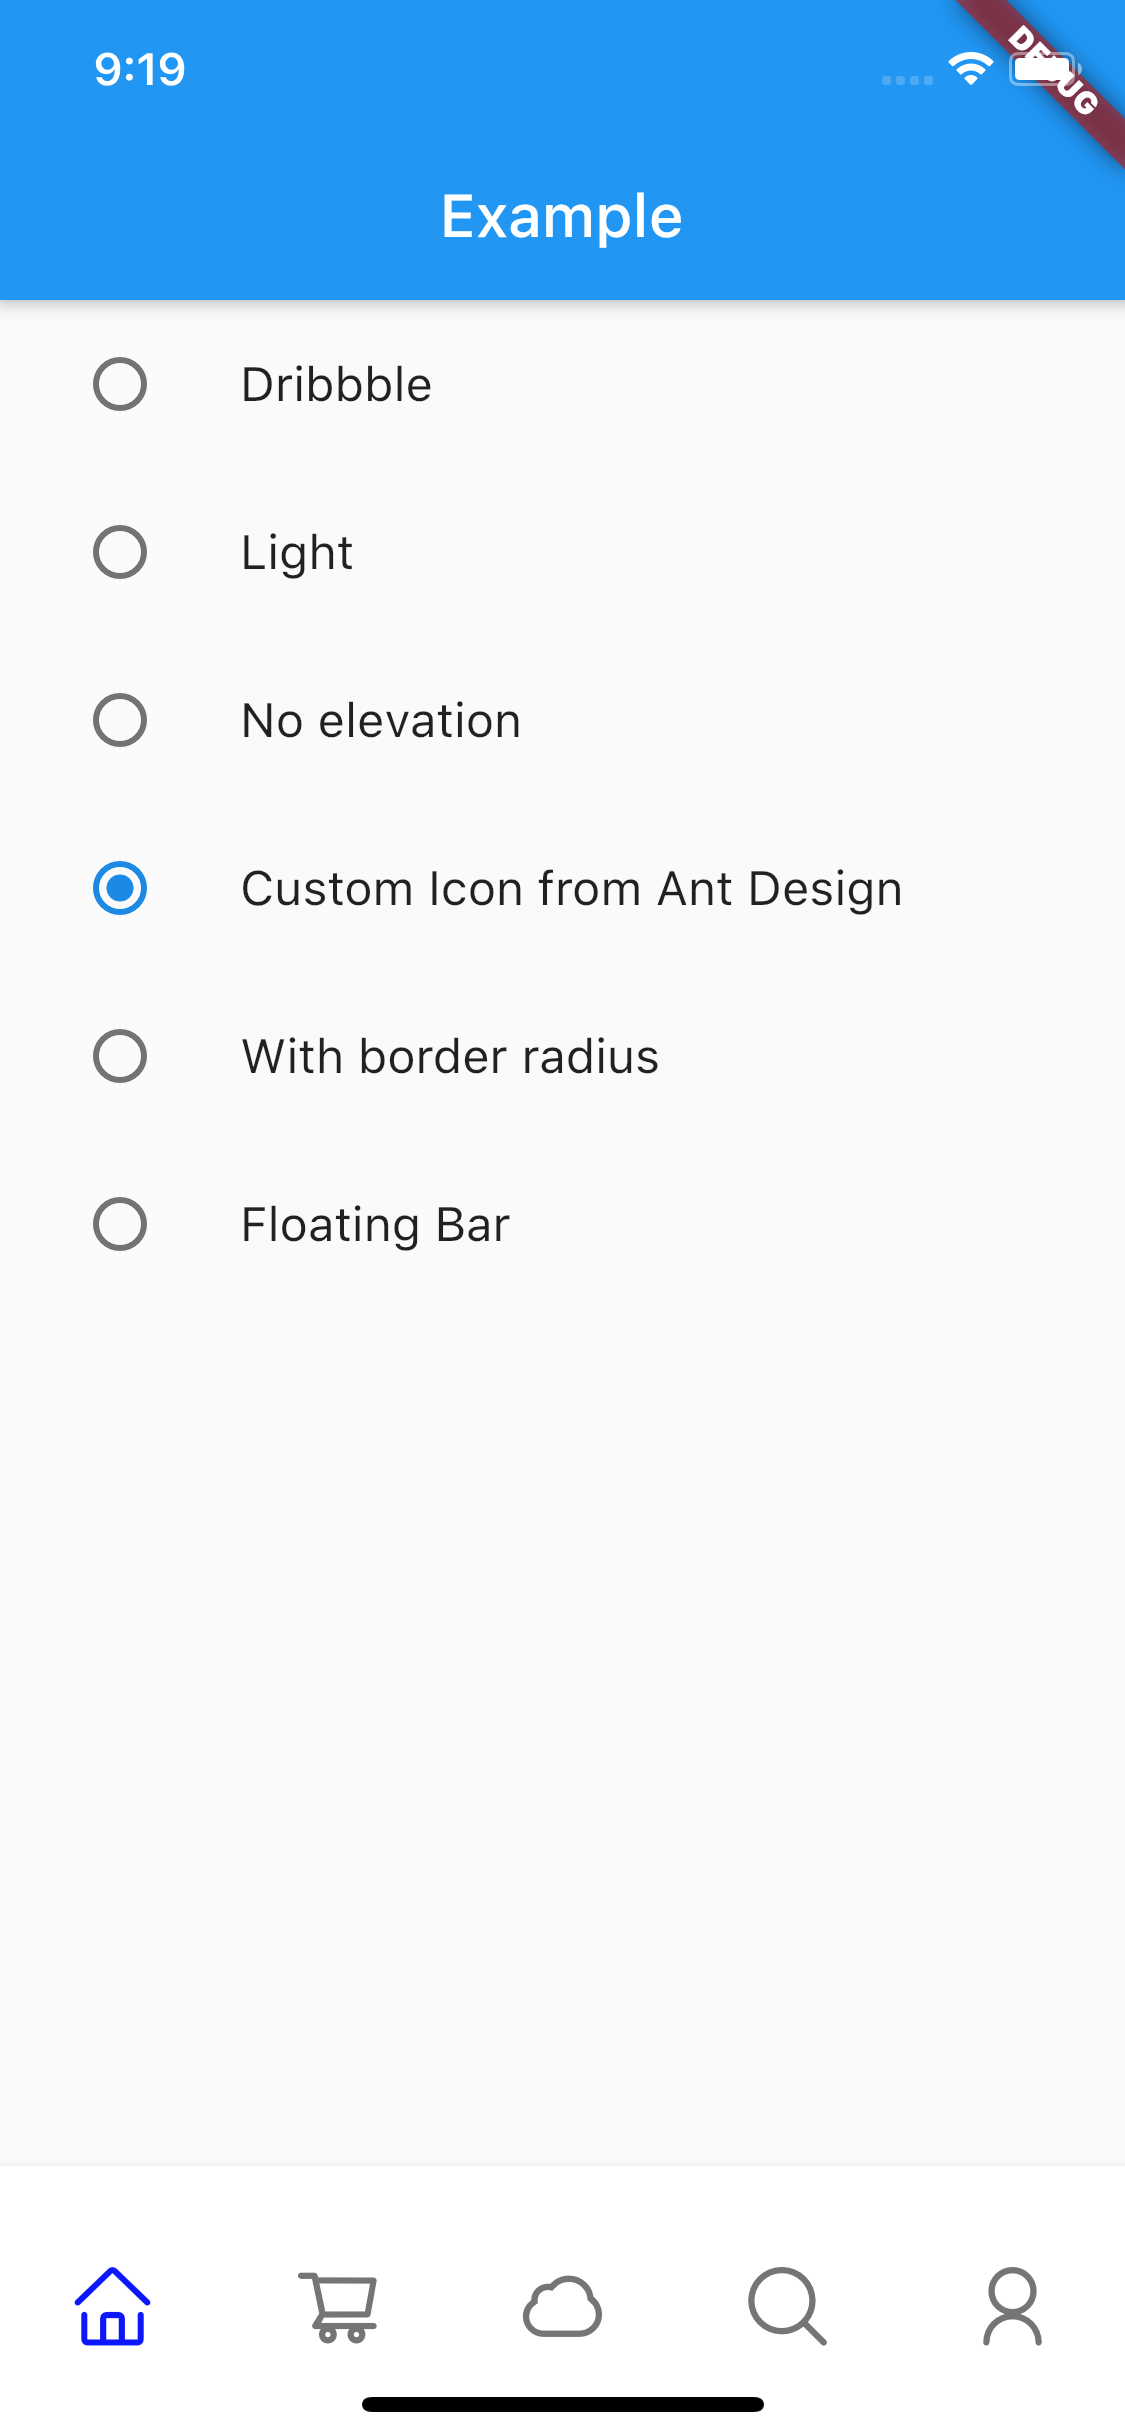 9:19
DEBUG
Example
Dribbble
Light
No elevation
Custom Icon from Ant Design
With border radius
Floating Bar